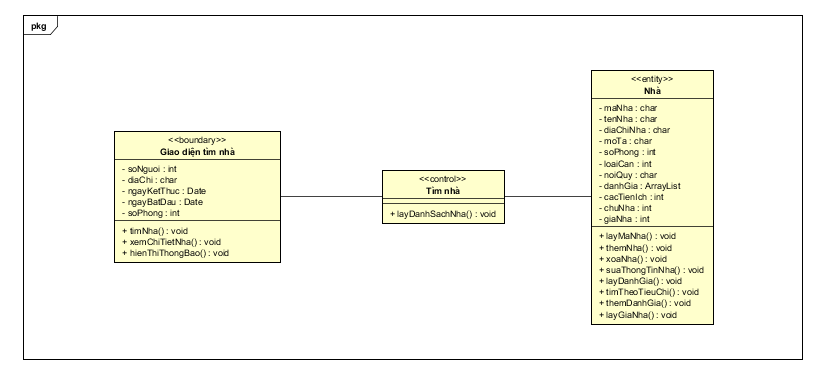 pkg
<<boundary>>
Giao diện tìm nhà
- soNguoi : int
- diaChi : char
- ngayKetThuc : Date
- ngayBatDau : Date
- soPhong : int
+ timNha() : void
+ xemChiTietNha() : void
+ hienThiThongBao() : void
<<control>>
Tìm nhà
+ layDanhSachNha() : void
<<entity>>
Nhà
- maNha : char
- tenNha : char
- diaChiNha : char
- moTa : char
- soPhong : int
- loaiCan : int
- noiQuy : char
- danhGia : ArrayList
- cacTienIch : int
- chuNha : int
- giaNha : int
+ layMaNha() : void
+ themNha() : void
+ xoaNha() : void
+ suaThongTinNha() : void
+ layDanhGia() : void
+ timTheoTieuChi() : void
+ themDanhGia() : void
+ layGiaNha() : void